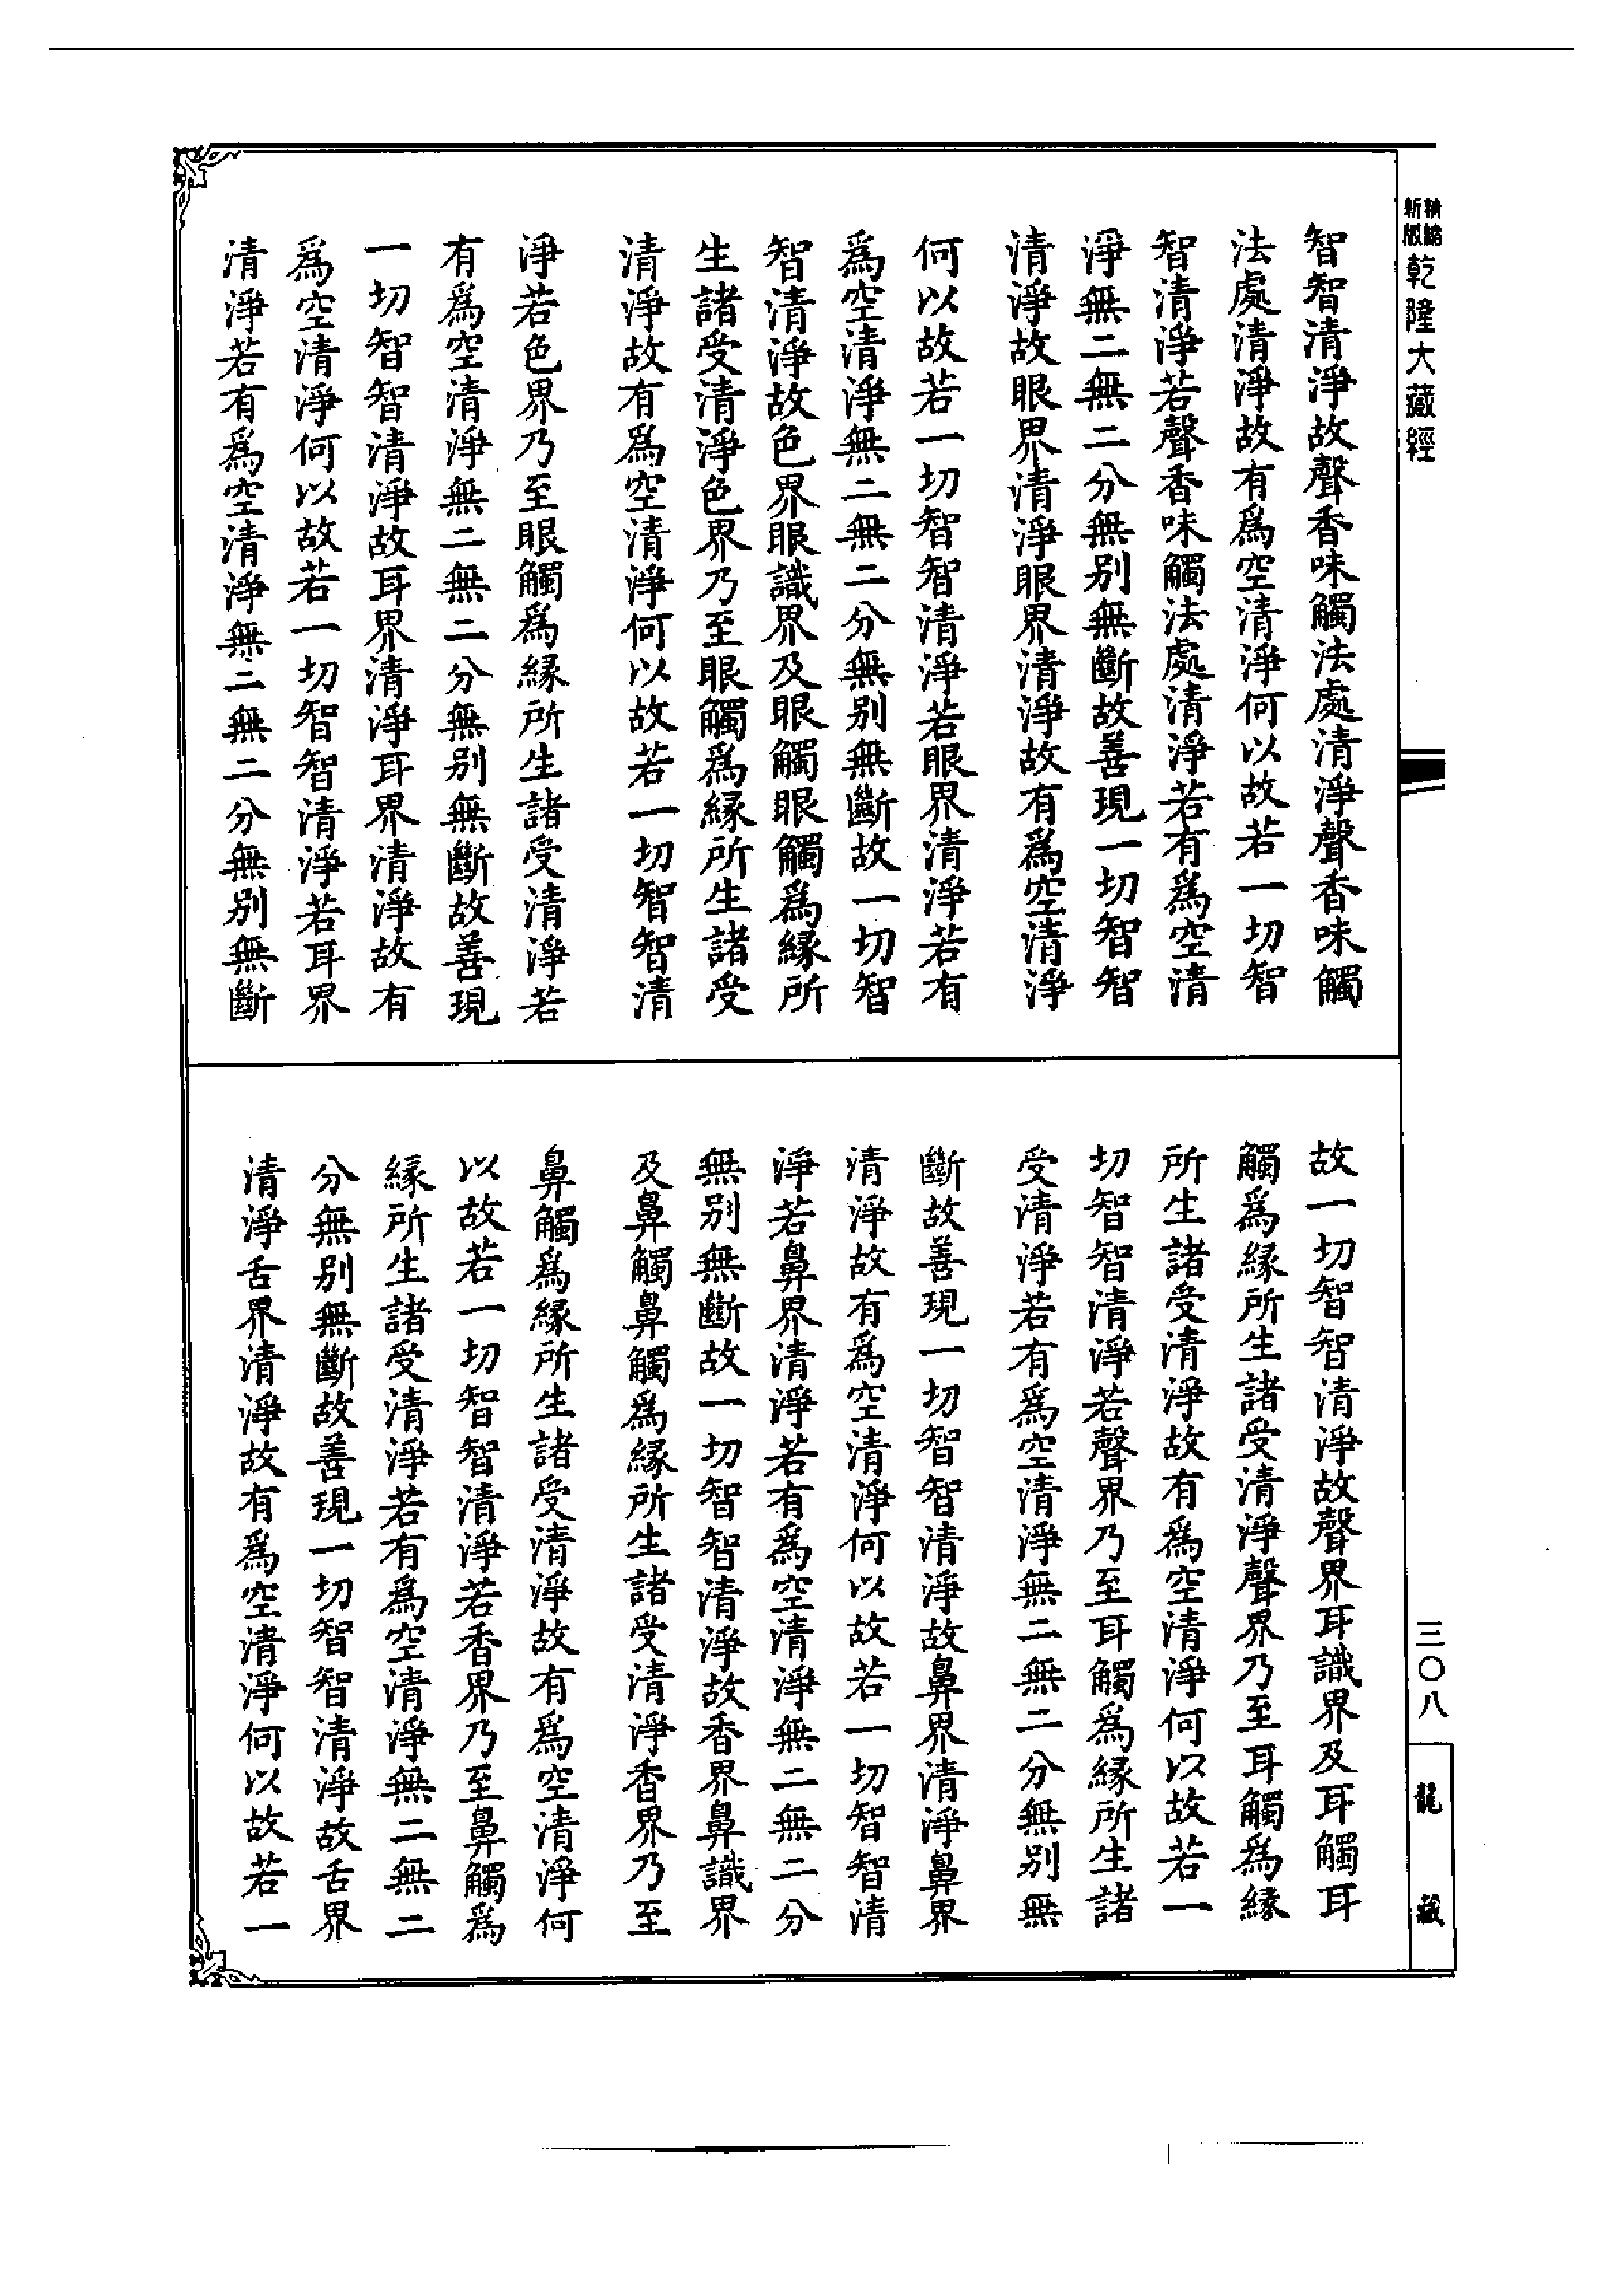 精縮
新版
乾隆大藏經
智智清淨故聲香味觸法處清淨聲香味觸
法處清淨故有爲空清淨何以故若一切智
智清淨若聲香味觸法處清淨若有爲空清
淨無二無二分無別無斷故善現一切智智
清淨故眼界清淨眼界清淨故有爲空清淨
何以故若一切智智清淨若眼界清淨若有
爲空清淨無二無二分無別無斷故一切智
智清淨故色界眼識界及眼觸眼觸爲緣所
生諸受清淨色界乃至眼觸爲緣所生諸受
清淨故有爲空清淨何以故若一切智智清
淨若色界乃至眼觸爲緣所生諸受清淨若
有爲空清淨無二無二分無別無斷故善現
一切智智清淨故耳界清淨耳界清淨故有
爲空清淨何以故若一切智智清淨若耳界
清淨若有爲空清淨無二無二分無別無斷
故一切智智清淨故聲界耳識界及耳觸耳
觸爲緣所生諸受清淨聲界乃至耳觸爲緣
所生諸受清淨故有爲空清淨何以故若一
切智智清淨若聲界乃至耳觸爲緣所生諸
受清淨若有爲空清淨無二無二分無別無
斷故善現一切智智清淨故鼻界清淨鼻界
清淨故有爲空清淨何以故若一切智智清
淨若鼻界清淨若有爲空清淨無二無二分
無別無斷故一切智智清淨故香界鼻識界
及鼻觸鼻觸爲緣所生諸受清淨香界乃至
鼻觸爲緣所生諸受清淨故有爲空清淨何
以故若一切智智清淨若香界乃至鼻觸爲
緣所生諸受清淨若有爲空清淨無二無二
分無別無斷故善現一切智智清淨故舌界
清淨舌界清淨故有爲空清淨何以故若一
三〇八
龍藏